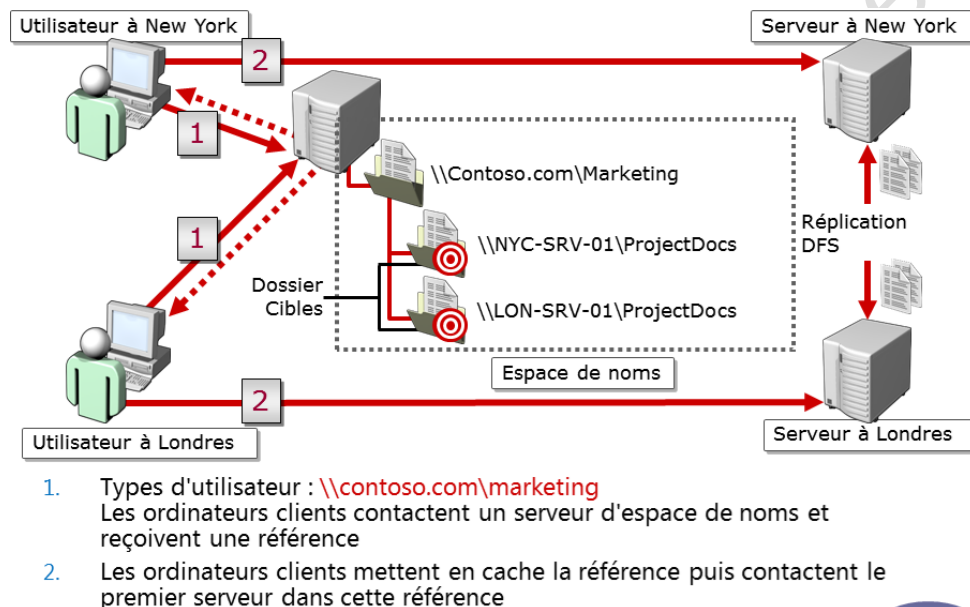 Utilisateur à New York
Serveur à New York
2
1
\\Contoso.com\Marketing
Réplication
DFS
1
\\NYC-SRV-01\ProjectDocs
Dossier
Cibles
\\LON-SRV-01\ProjectDocs
Espace de noms
2
Utilisateur à Londres
Serveur à Londres
1. Types d'utilisateur : \\contoso.com\marketing
Les ordinateurs clients contactent un serveur d'espace de noms et
reçoivent une référence
2. Les ordinateurs clients mettent en cache la référence puis contactent le
premier serveur dans cette référence